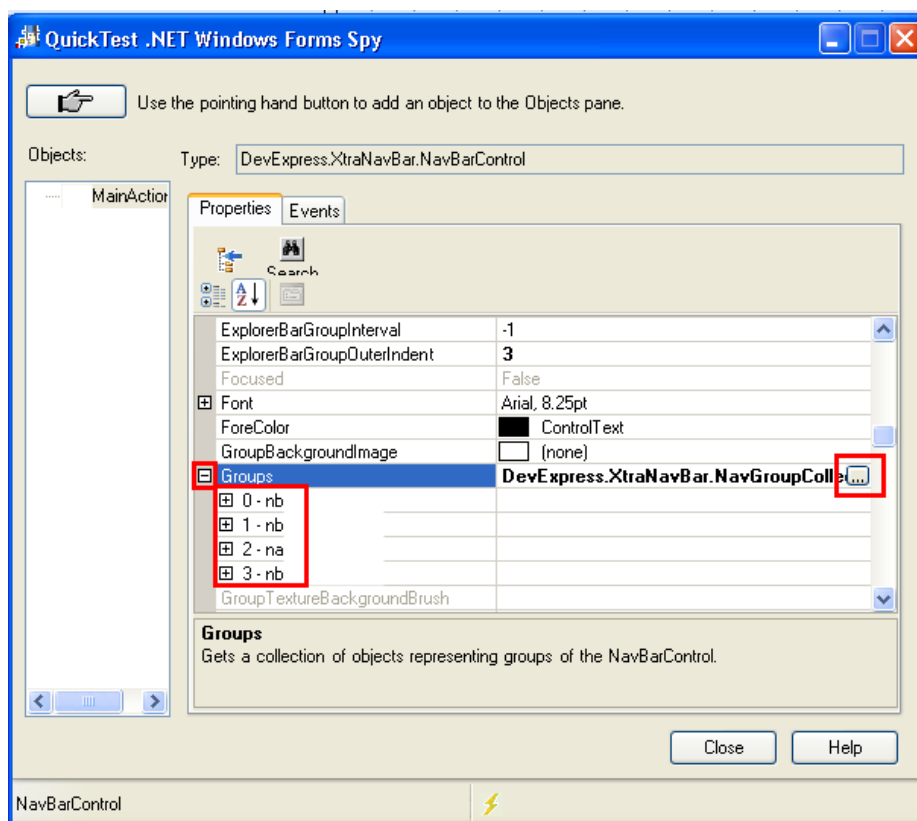 QuickTest .NET Windows Forms Spy
Use the pointing hand button to add an object to the Objects pane.
Objects:
Type: DevExpress.XtraNavBar.NavBarControl
MainAction
Properties Events
Search
ExplorerBarGroupInterval -1
ExplorerBarGroupOuterIndent 3
Focused False
Font Arial, 8.25pt
ForeColor ControlText
GroupBackgroundImage (none)
Groups DevExpress.XtraNavBar.NavGroupColle ...
0 - nb
1 - nb
2 - na
3 - nb
GroupTextureBackgroundBrush
Groups
Gets a collection of objects representing groups of the NavBarControl.
Close Help
NavBarControl